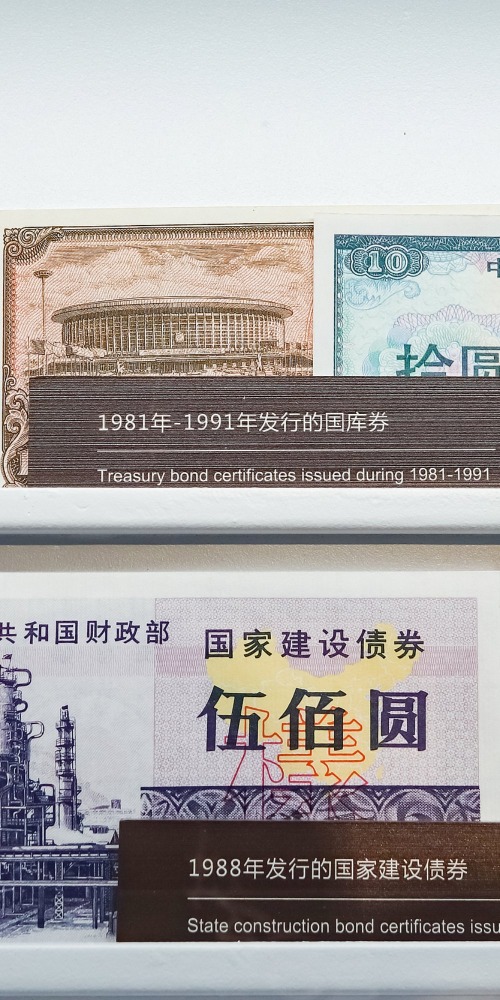 10
中
拾圆
1981年-1991年发行的国库券
Treasury bond certificates issued during 1981-1991
共和国财政部
国家建设债券
伍佰圆
1988年发行的国家建设债券
State construction bond certificates issu